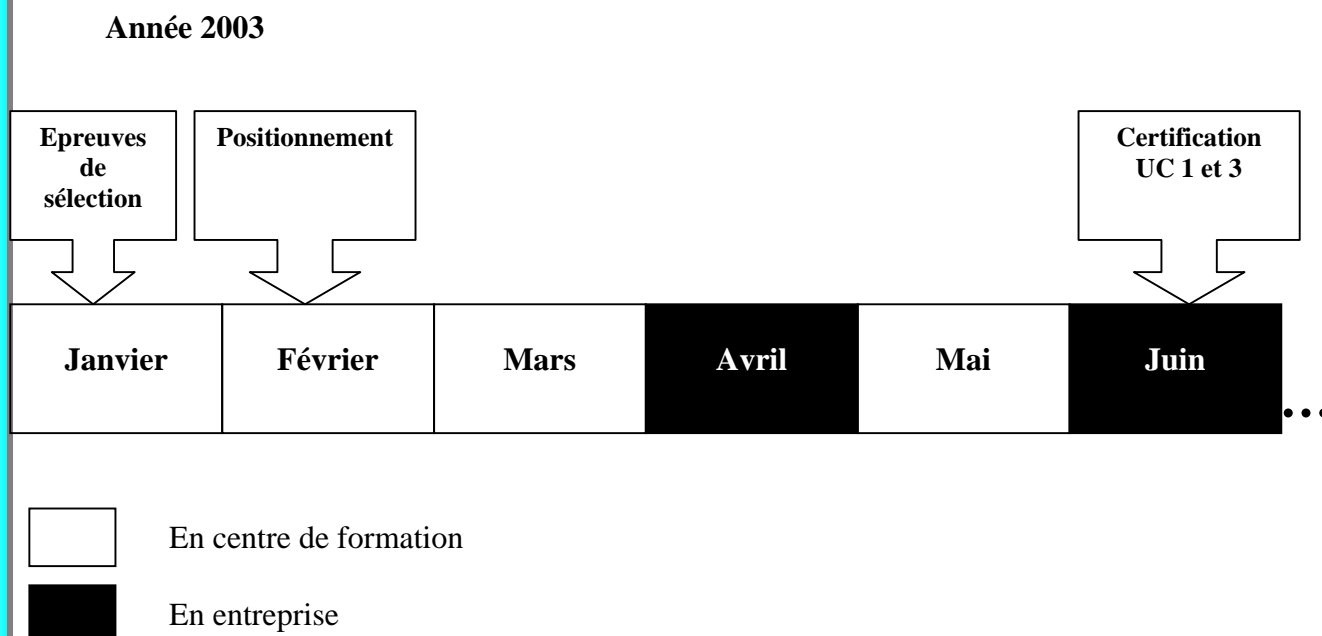 Année 2003
Epreuves
de
sélection
Positionnement
Certification
UC 1 et 3
Janvier
Février
Mars
Avril
Mai
Juin
...
En centre de formation
En entreprise